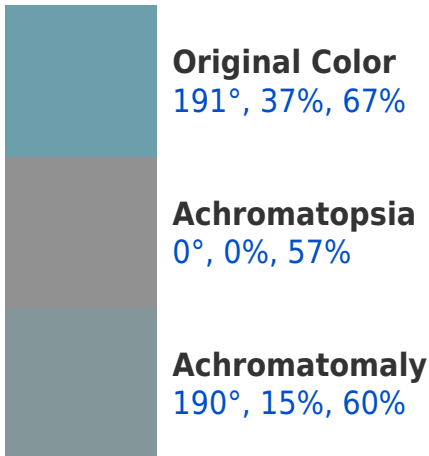 Original Color
191°, 37%, 67%
Achromatopsia
0°, 0%, 57%
Achromatomaly
190°, 15%, 60%